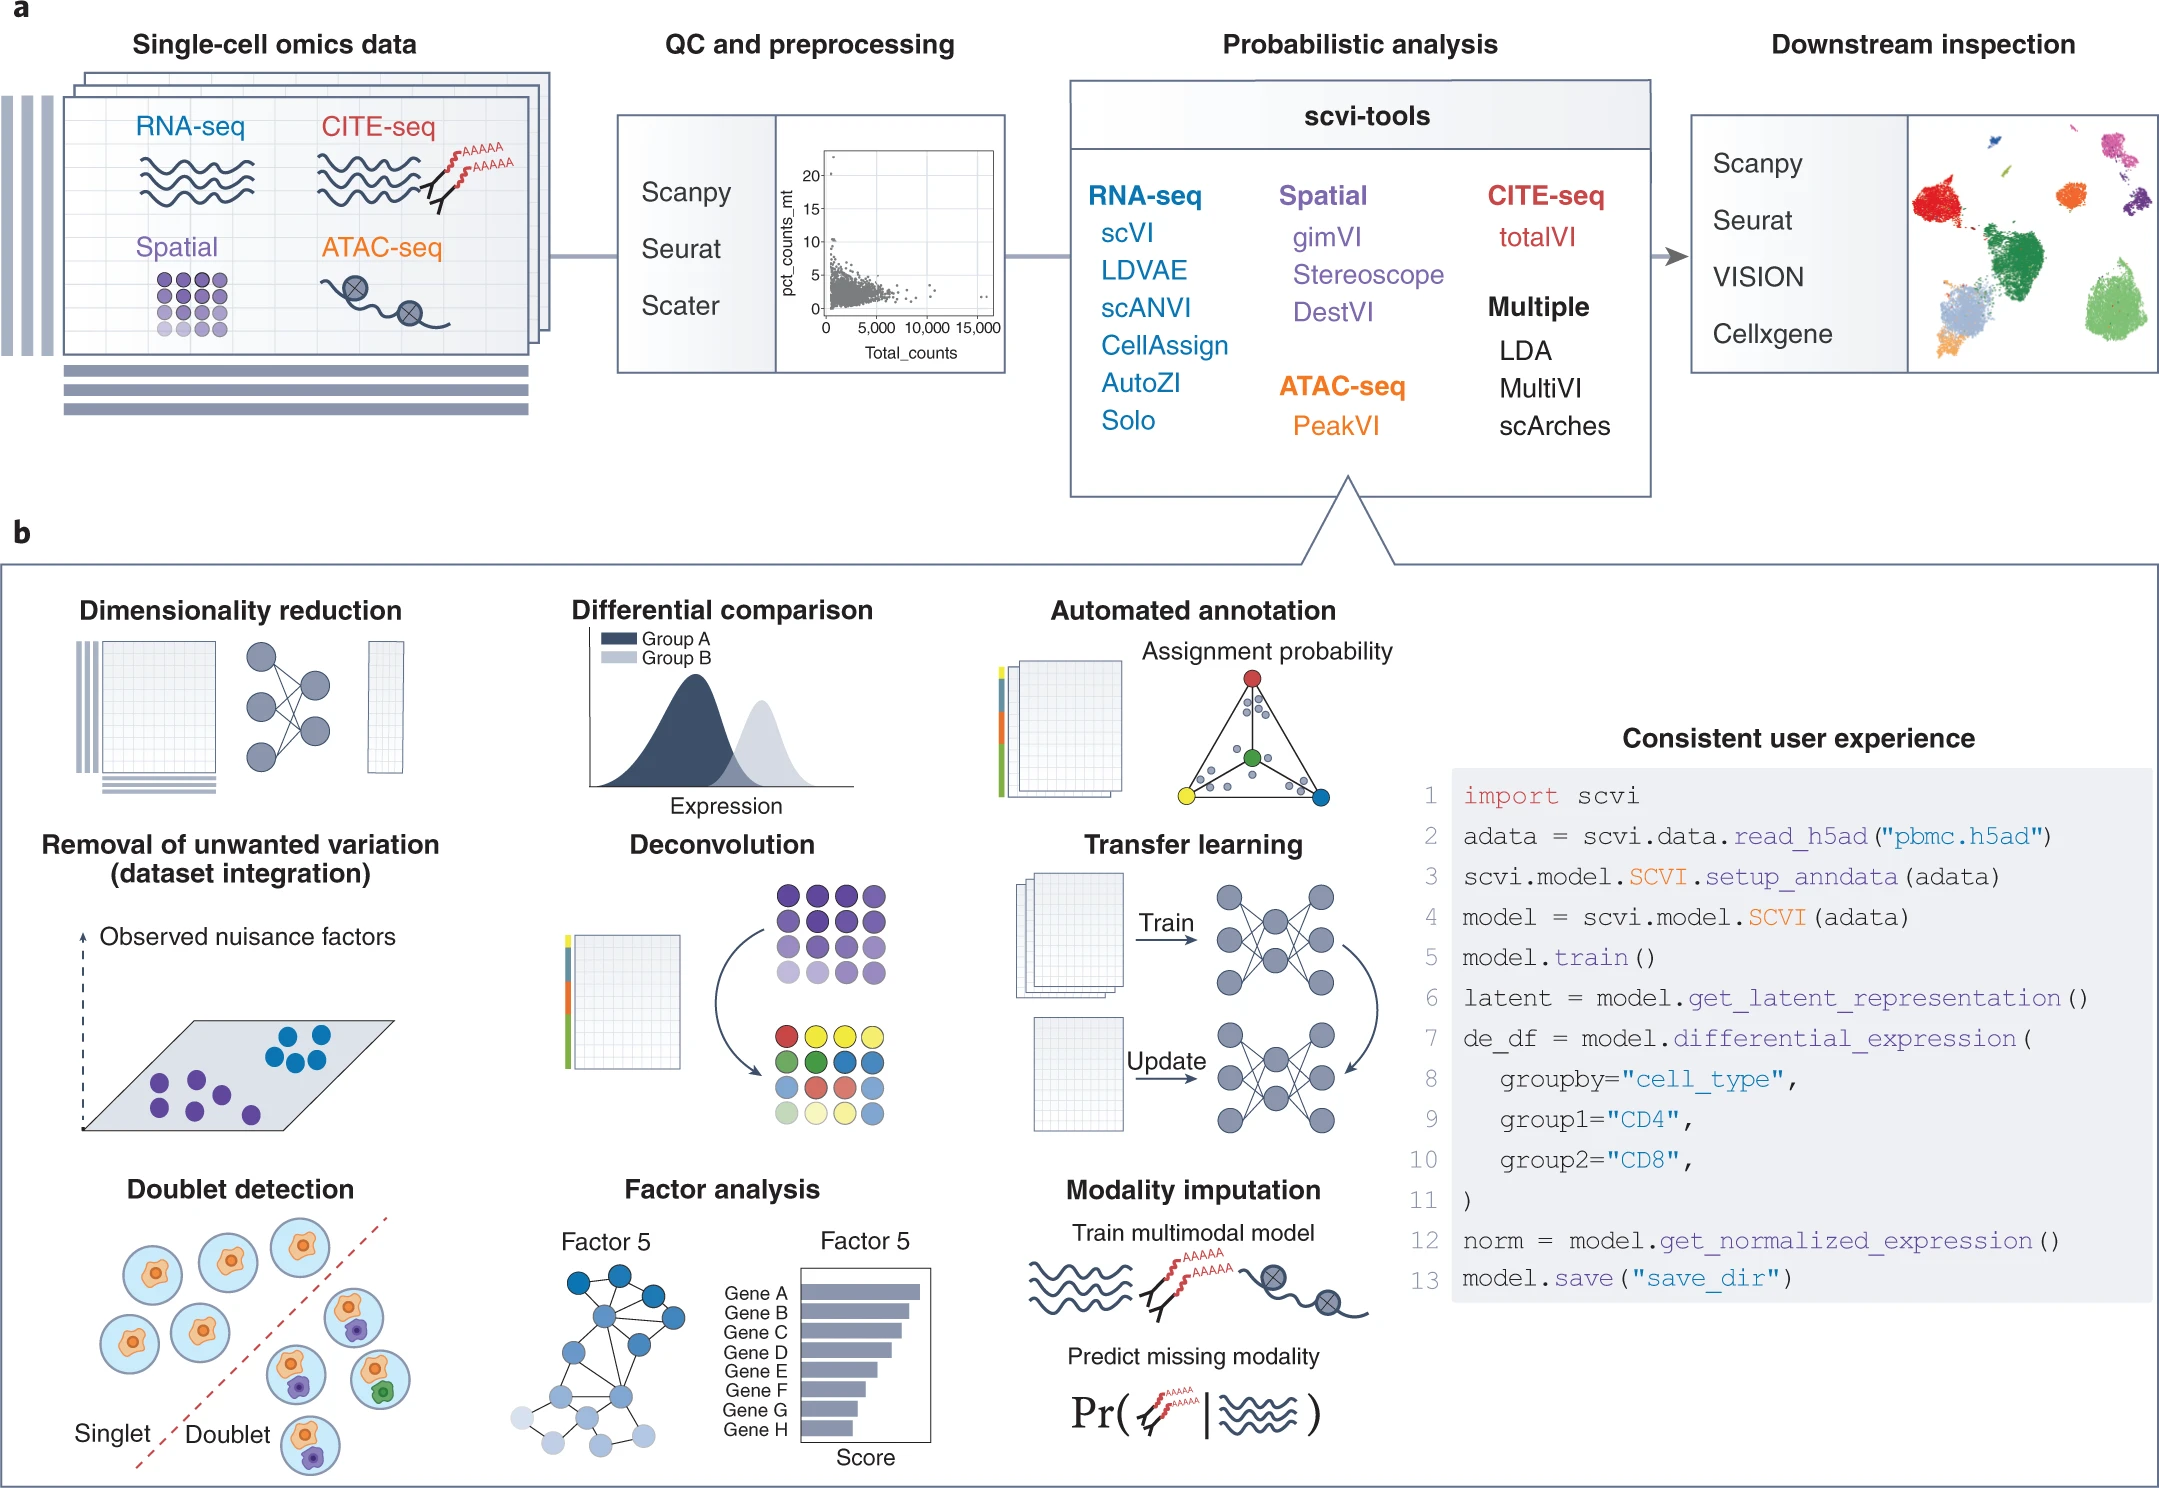 a
Single-cell omics data
RNA-seq
CITE-seq
AAAAA
AAAAA
Spatial
ATAC-seq
QC and preprocessing
Scanpy
Seurat
Scater
pct_counts_mt
20
15
10
5
0
0 5,000 10,000 15,000
Total_counts
Probabilistic analysis
scvi-tools
RNA-seq
scVI
LDVAE
scANVI
CellAssign
AutoZI
Solo
Spatial
gimVI
Stereoscope
DestVI
ATAC-seq
PeakVI
CITE-seq
totalVI
Multiple
LDA
MultiVI
scArches
Downstream inspection
Scanpy
Seurat
VISION
Cellxgene
b
Dimensionality reduction
Differential comparison
Group A
Group B
Expression
Automated annotation
Assignment probability
Removal of unwanted variation
(dataset integration)
Observed nuisance factors
Deconvolution
Transfer learning
Train
Update
Doublet detection
Singlet
Doublet
Factor analysis
Factor 5
Factor 5
Gene A
Gene B
Gene C
Gene D
Gene E
Gene F
Gene G
Gene H
Score
Modality imputation
Train multimodal model
AAAAA
AAAAA
Predict missing modality
Pr( AAAAA
AAAAA | )
Consistent user experience
1 import scvi
2 adata = scvi.data.read_h5ad("pbmc.h5ad")
3 scvi.model.SCVI.setup_anndata(adata)
4 model = scvi.model.SCVI(adata)
5 model.train()
6 latent = model.get_latent_representation()
7 de_df = model.differential_expression(
8 groupby="cell_type",
9 group1="CD4",
10 group2="CD8",
11 )
12 norm = model.get_normalized_expression()
13 model.save("save_dir")